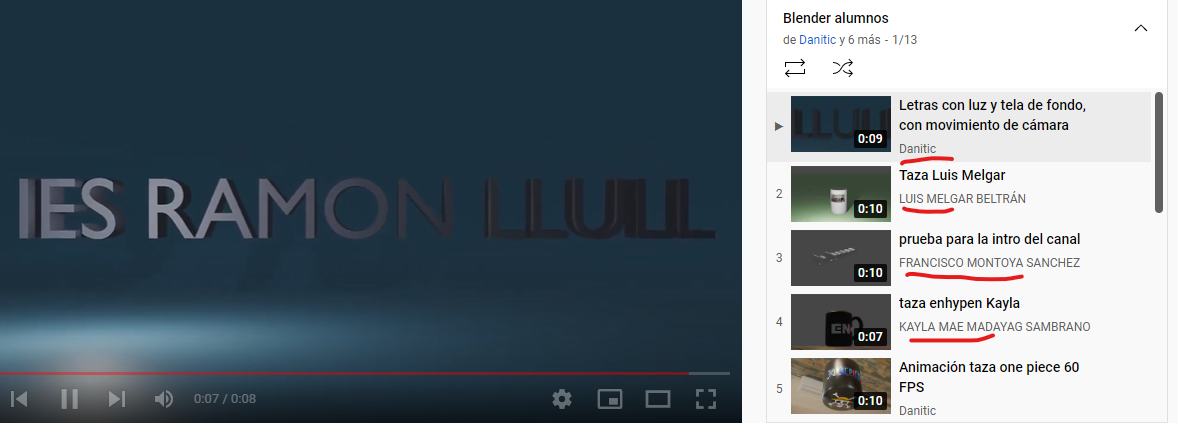 IES RAMON LLULL
0:07 / 0:08
Blender alumnos
de Danitic y 6 más - 1/13
LLULL
0:09
Letras con luz y tela de fondo,
con movimiento de cámara
Danitic
2
0:10
Taza Luis Melgar
LUIS MELGAR BELTRÁN
3
0:10
prueba para la intro del canal
FRANCISCO MONTOYA SANCHEZ
4
EN
0:07
taza enhypen Kayla
KAYLA MAE MADAYAG SAMBRANO
5
0:10
Animación taza one piece 60
FPS
Danitic